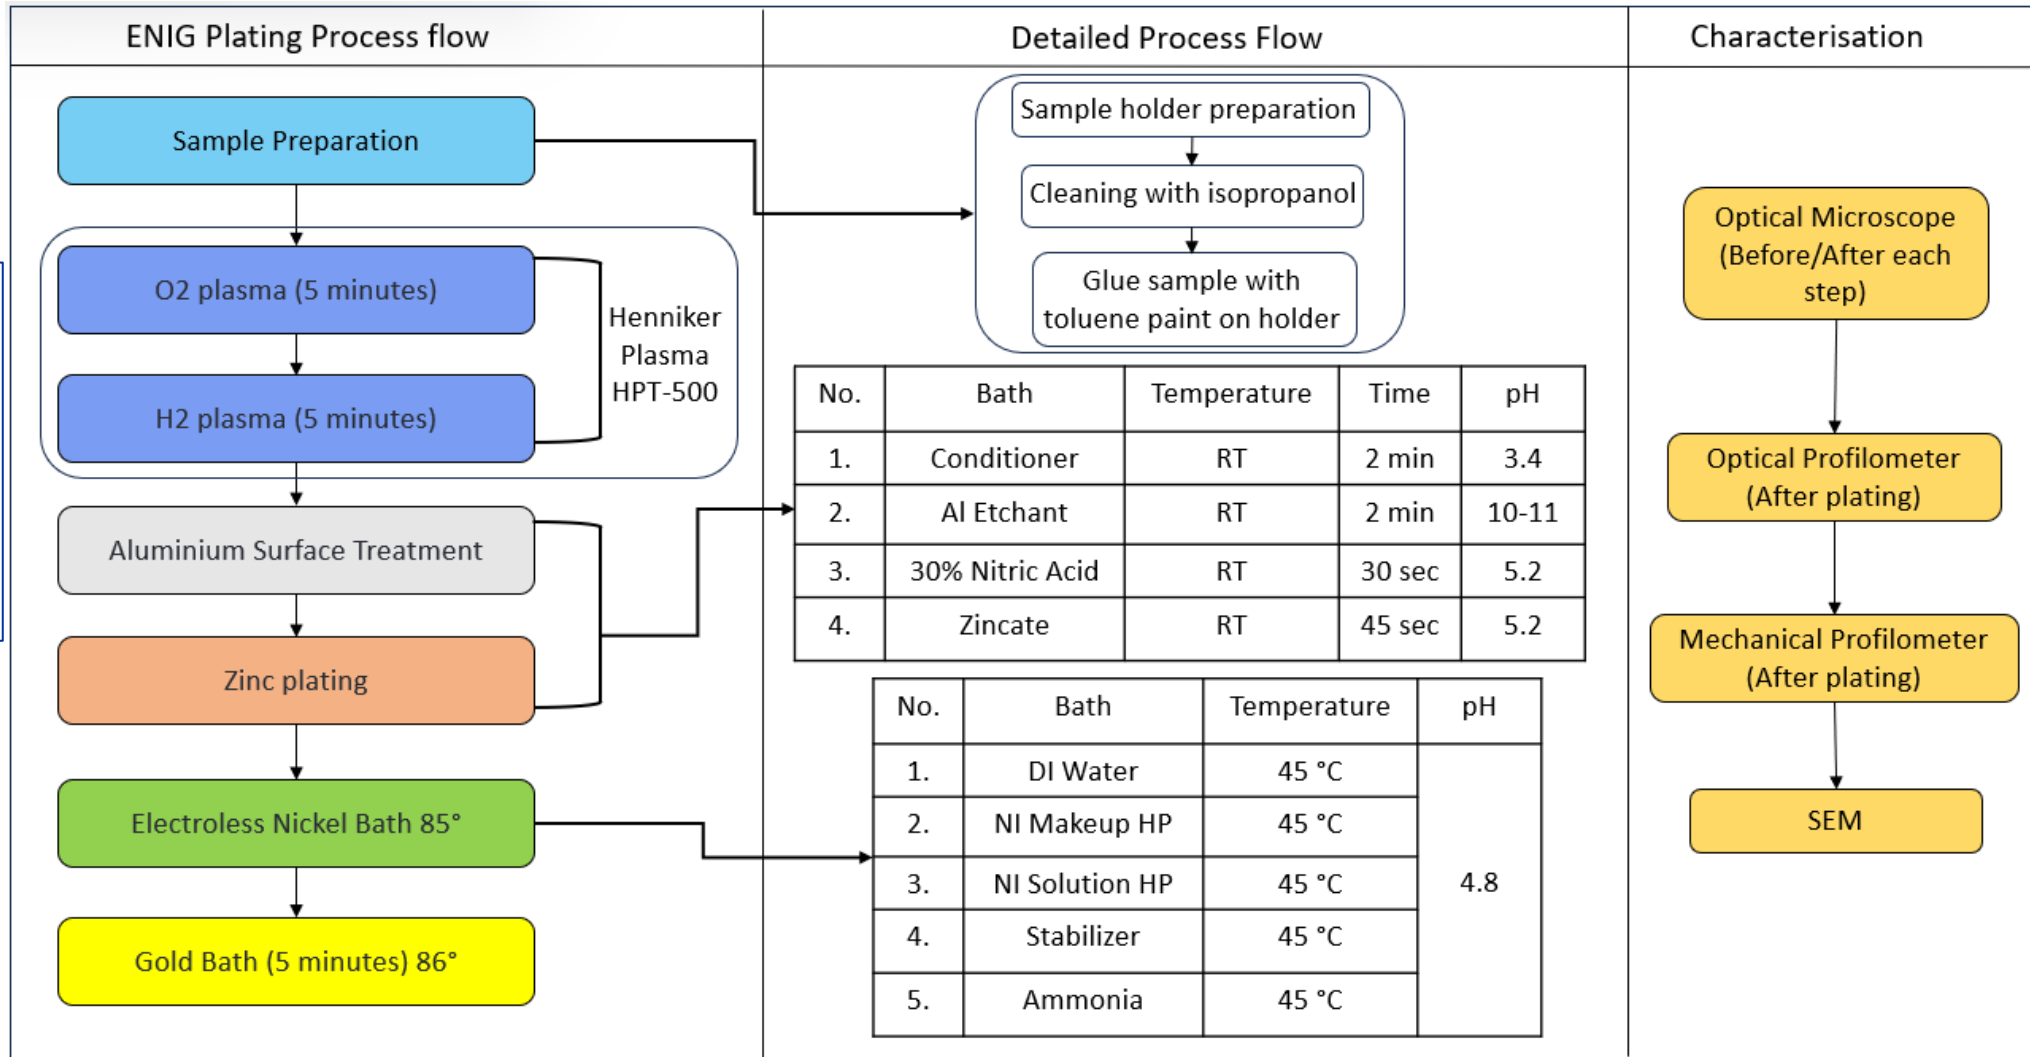 ENIG Plating Process flow
Sample Preparation
O2 plasma (5 minutes)
H2 plasma (5 minutes)
Henniker
Plasma
HPT-500
Aluminium Surface Treatment
Zinc plating
Electroless Nickel Bath 85°
Gold Bath (5 minutes) 86°
Detailed Process Flow
Sample holder preparation
Cleaning with isopropanol
Glue sample with
toluene paint on holder
No. Bath Temperature Time pH
1. Conditioner RT 2 min 3.4
2. Al Etchant RT 2 min 10-11
3. 30% Nitric Acid RT 30 sec 5.2
4. Zincate RT 45 sec 5.2
No. Bath Temperature pH
1. DI Water 45 °C
2. NI Makeup HP 45 °C
3. NI Solution HP 45 °C 4.8
4. Stabilizer 45 °C
5. Ammonia 45 °C
Characterisation
Optical Microscope
(Before/After each
step)
Optical Profilometer
(After plating)
Mechanical Profilometer
(After plating)
SEM